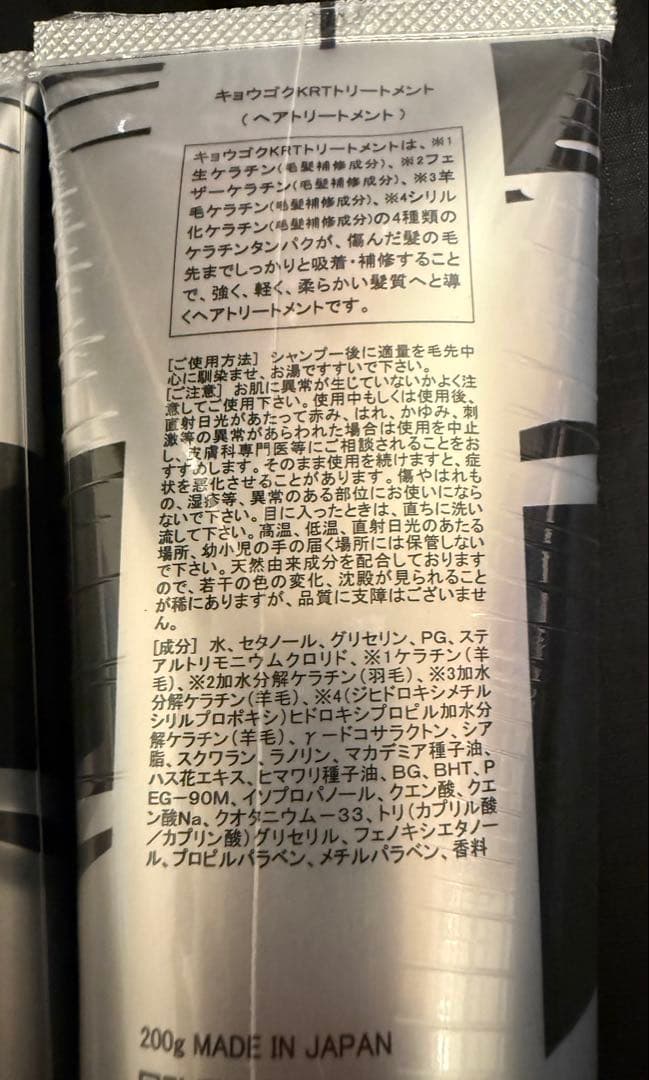 キョウゴクKRTトリートメント
（ヘアトリートメント）
キョウゴクKRTトリートメントは、※1
生ケラチン(毛髪補修成分)、※2フェ
ザーケラチン(毛髪補修成分)、※3羊
毛ケラチン(毛髪補修成分)、※4シリル
化ケラチン(毛髪補修成分)の4種類の
ケラチンタンパクが、傷んだ髪の毛
先までしっかりと吸着・補修すること
で、強く、軽く、柔らかい髪質へと導
くヘアトリートメントです。
[ご使用方法] シャンプー後に適量を毛先中
心に馴染ませ、お湯ですすいで下さい。
[ご注意] お肌に異常が生じていないかよく注
意してご使用下さい。使用中もしくは使用後、
直射日光があたって赤み、はれ、かゆみ、刺
激等の異常があらわれた場合は使用を中止
し、皮膚科専門医等にご相談されることをお
すすめします。そのまま使用を続けますと、症
状を悪化させることがあります。傷やはれも
の、湿疹等、異常のある部位にお使いになら
ないで下さい。目に入ったときは、直ちに洗い
流して下さい。高温、低温、直射日光のあたる
場所、幼小児の手の届く場所には保管しない
で下さい。天然由来成分を配合しております
ので、若干の色の変化、沈殿が見られること
が稀にありますが、品質に支障はございませ
ん。
[成分] 水、セタノール、グリセリン、PG、ステ
アルトリモニウムクロリド、※1ケラチン(羊
毛)、※2加水分解ケラチン(羽毛)、※3加水
分解ケラチン(羊毛)、※4(ジヒドロキシメチル
シリルプロポキシ)ヒドロキシプロピル加水分
解ケラチン(羊毛)、γードコサラクトン、シア
脂、スクワラン、ラノリン、マカデミア種子油、
ハス花エキス、ヒマワリ種子油、BG、BHT、P
EG-90M、イソプロパノール、クエン酸、クエ
ン酸Na、クオタニウム-33、トリ(カプリル酸
/カプリン酸)グリセリル、フェノキシエタノー
ル、プロピルパラベン、メチルパラベン、香料
200g MADE IN JAPAN